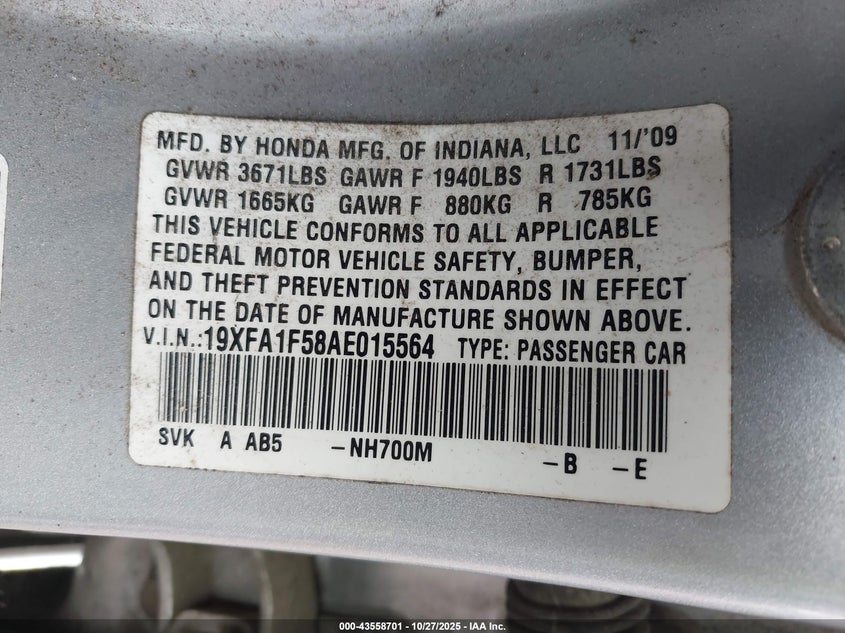 MFD. BY HONDA MFG. OF INDIANA, LLC 11/'09
GVWR 3671LBS GAWR F 1940LBS R 1731LBS
GVWR 1665KG GAWR F 880KG R 785KG
THIS VEHICLE CONFORMS TO ALL APPLICABLE
FEDERAL MOTOR VEHICLE SAFETY, BUMPER,
AND THEFT PREVENTION STANDARDS IN EFFECT
ON THE DATE OF MANUFACTURE SHOWN ABOVE.
V.I.N.:19XFA1F58AE015564 TYPE: PASSENGER CAR
SVK A AB5 -NH700M -B -E
000-43558701 - 10/27/2025 - IAA Inc.